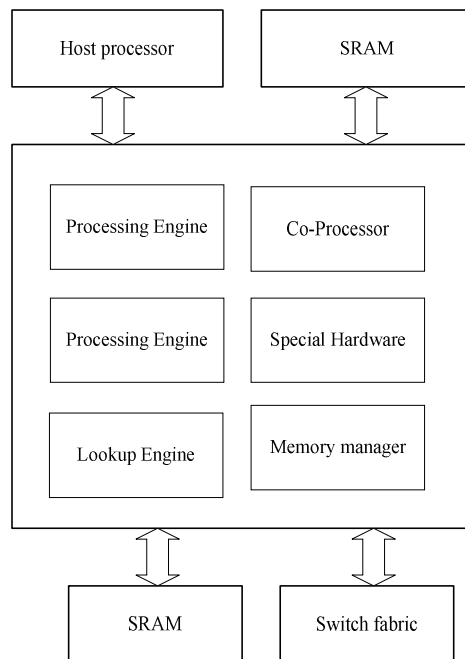 Host processor
SRAM
Processing Engine
Co-Processor
Processing Engine
Special Hardware
Lookup Engine
Memory manager
SRAM
Switch fabric